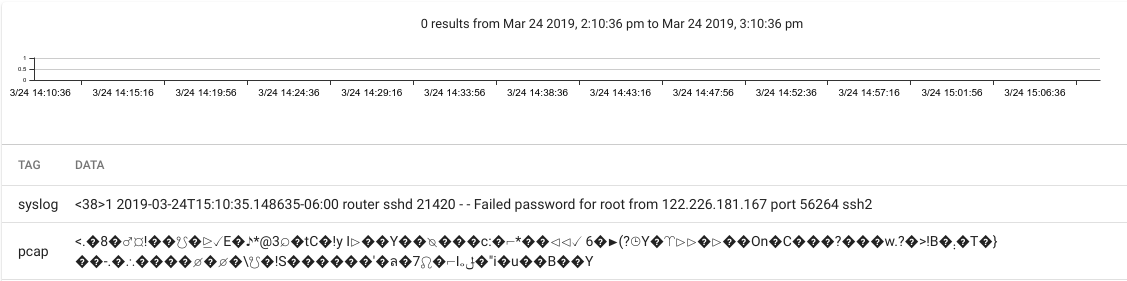 0 results from Mar 24 2019, 2:10:36 pm to Mar 24 2019, 3:10:36 pm
1
0.5
0
3/24 14:10:36 3/24 14:15:16 3/24 14:19:56 3/24 14:24:36 3/24 14:29:16 3/24 14:33:56 3/24 14:38:36 3/24 14:43:16 3/24 14:47:56 3/24 14:52:36 3/24 14:57:16 3/24 15:01:56 3/24 15:06:36
TAG DATA
syslog <38>1 2019-03-24T15:10:35.148635-06:00 router sshd 21420 - - Failed password for root from 122.226.181.167 port 56264 ssh2
pcap